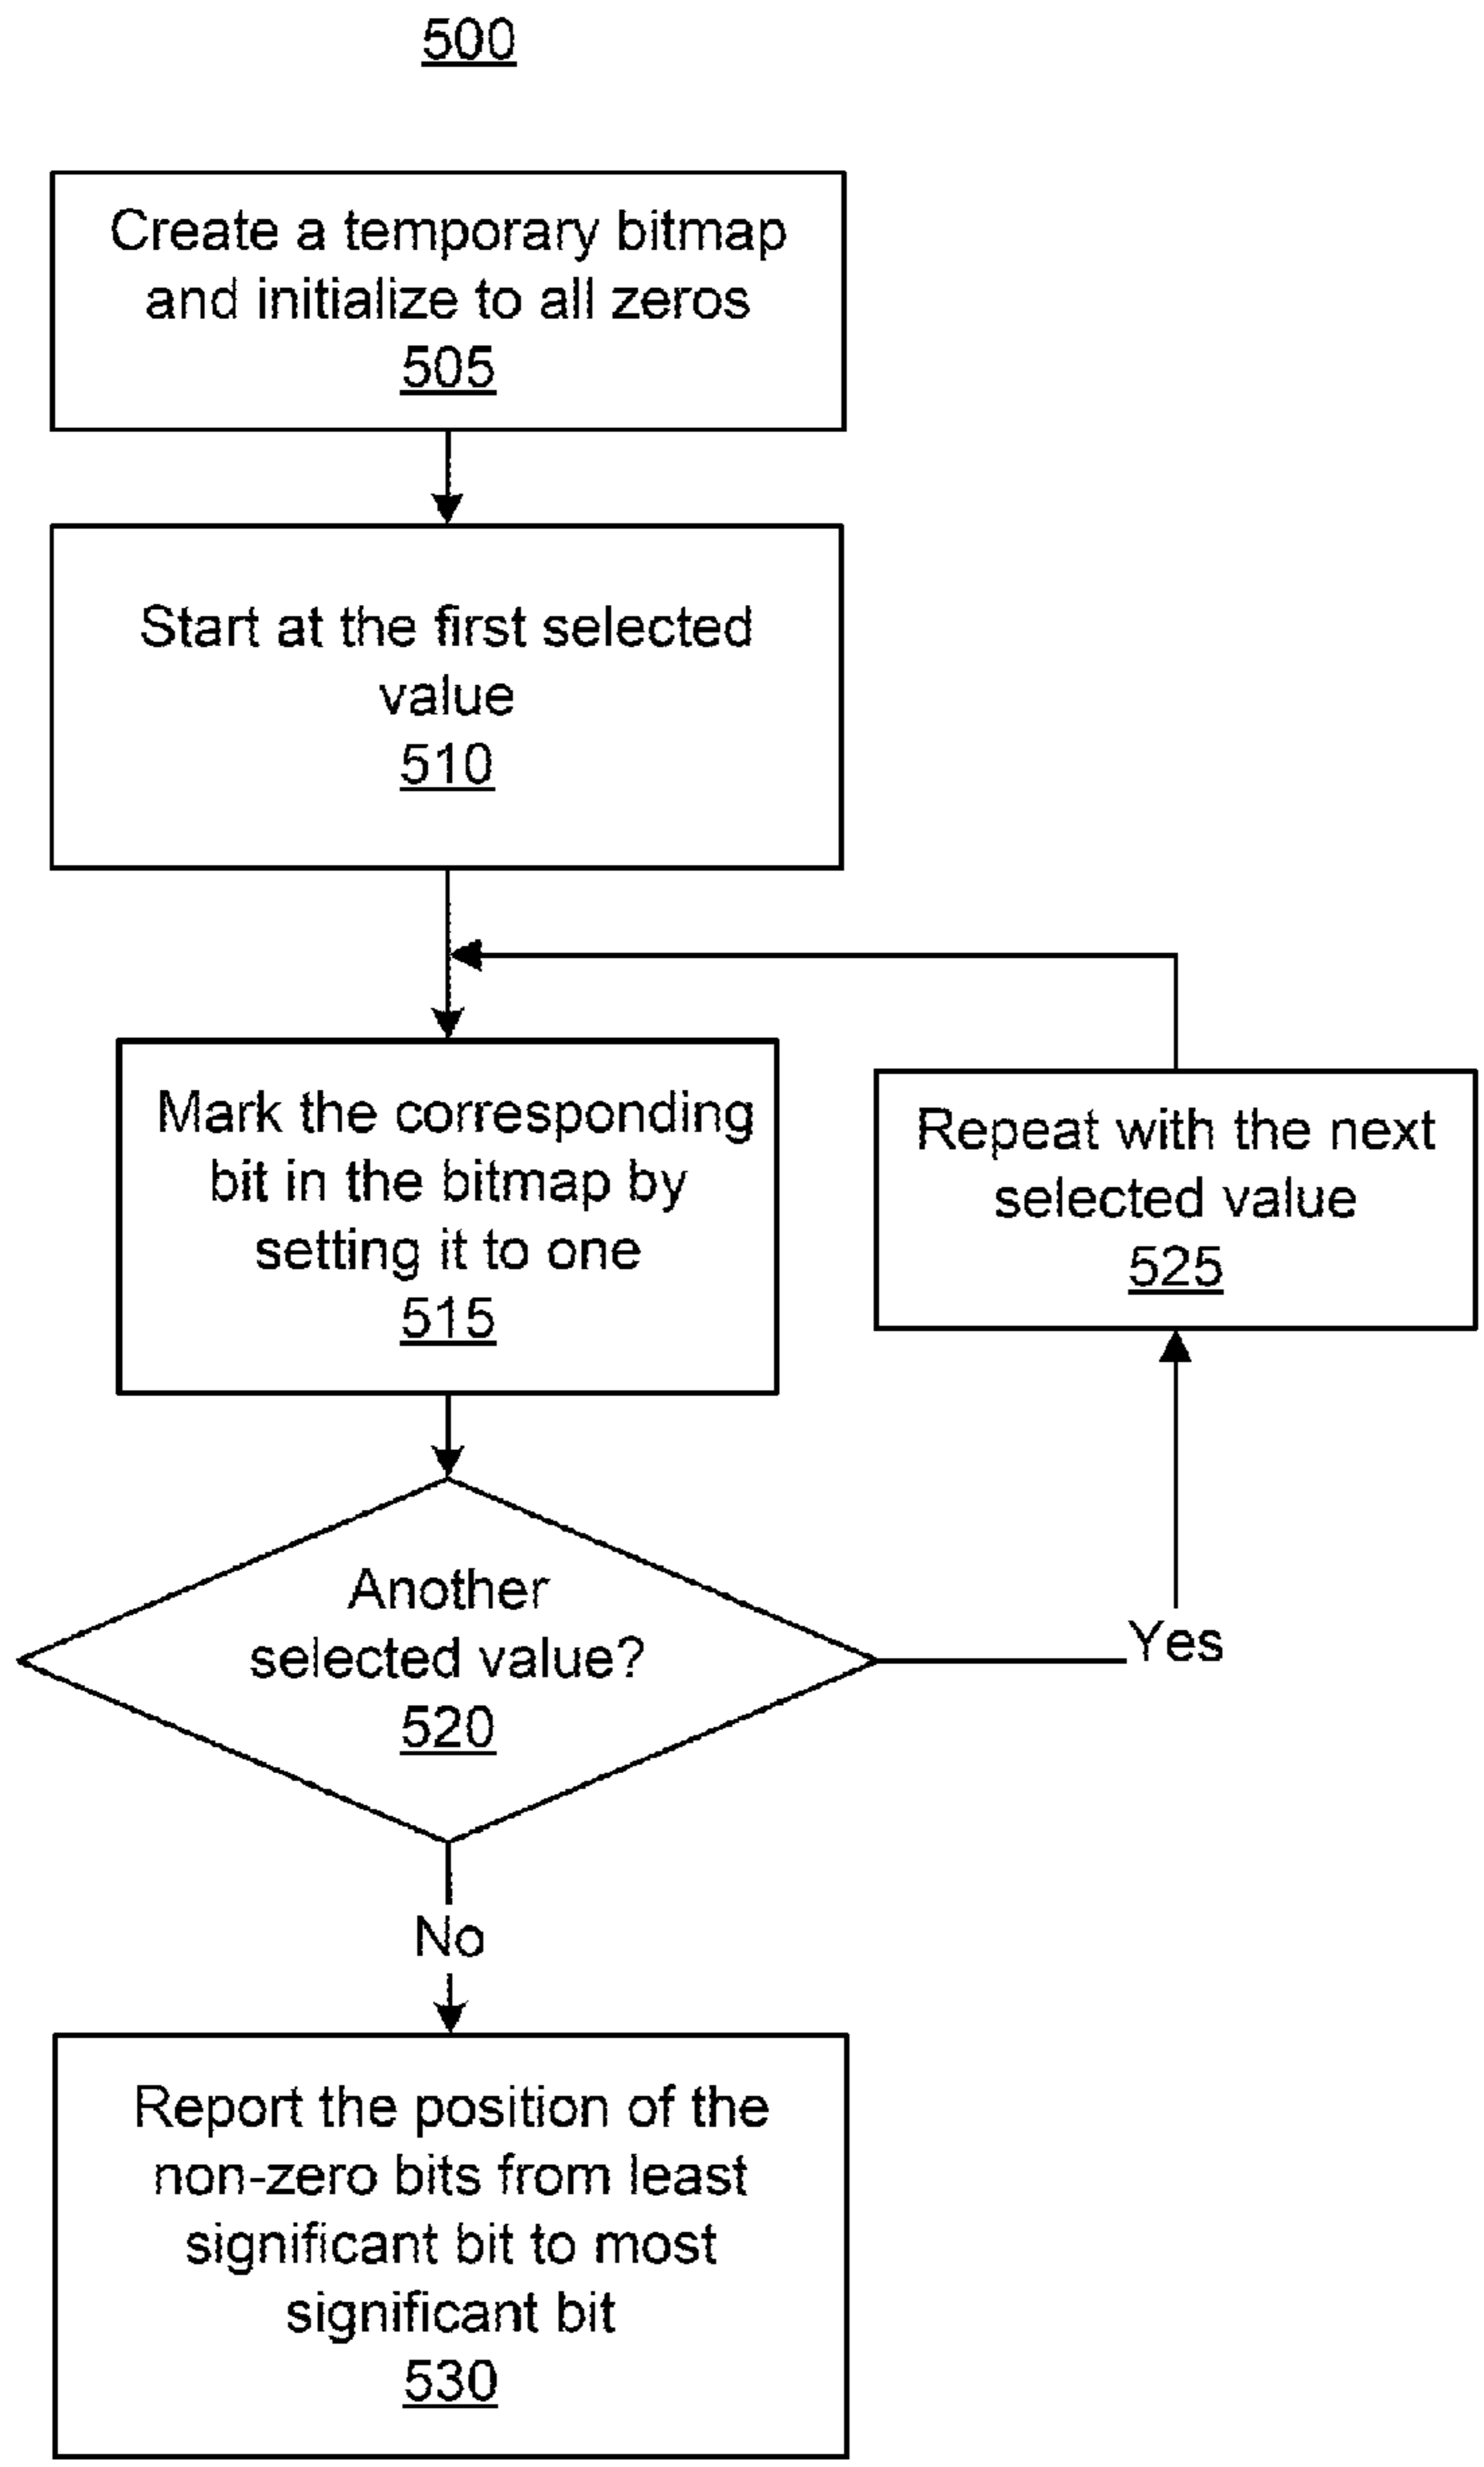 500
Create a temporary bitmap
and initialize to all zeros
505
Start at the first selected
value
510
Mark the corresponding
bit in the bitmap by
setting it to one
515
Repeat with the next
selected value
525
Another
selected value?
520
Yes
No
Report the position of the
non-zero bits from least
significant bit to most
significant bit
530